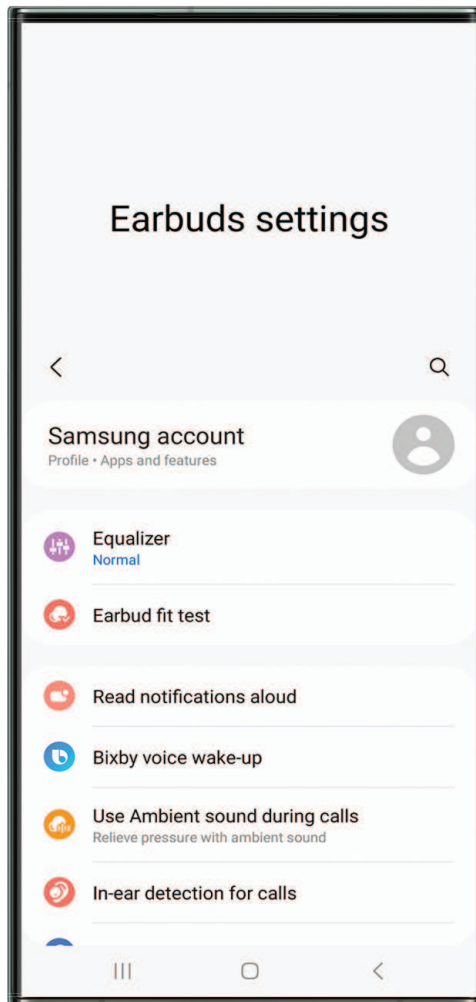 Earbuds settings
Samsung account
Profile • Apps and features
Equalizer
Normal
Earbud fit test
Read notifications aloud
Bixby voice wake-up
Use Ambient sound during calls
Relieve pressure with ambient sound
In-ear detection for calls